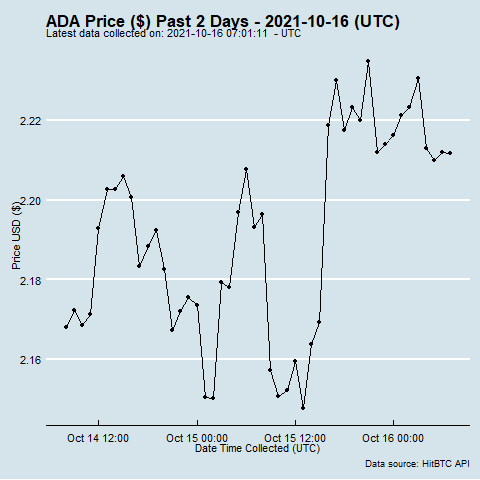 ADA Price ($) Past 2 Days - 2021-10-16 (UTC)
Latest data collected on: 2021-10-16 07:01:11 - UTC
Price USD ($)
2.22
2.20
2.18
2.16
Oct 14 12:00 Oct 15 00:00 Oct 15 12:00 Oct 16 00:00
Date Time Collected (UTC)
Data source: HitBTC API